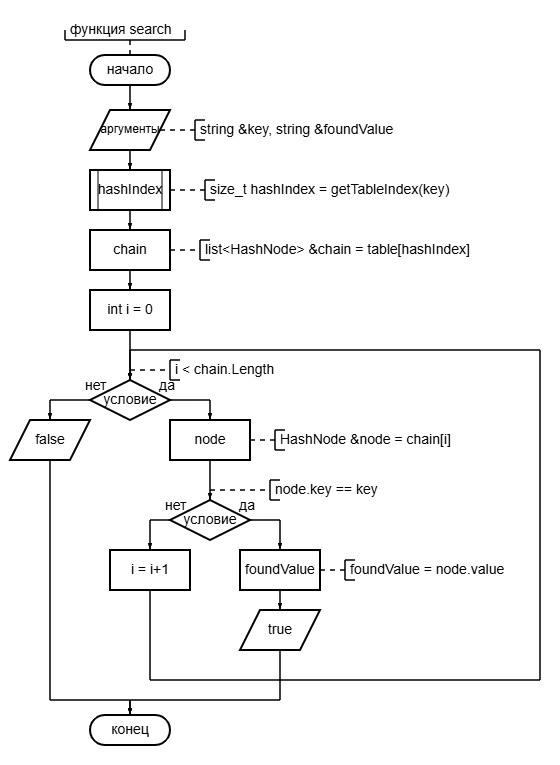 функция search
начало
аргументы
string &key, string &foundValue
hashIndex
size_t hashIndex = getTableIndex(key)
chain
list<HashNode> &chain = table[hashIndex]
int i = 0
i < chain.Length
нет
да
условие
false
node
HashNode &node = chain[i]
node.key == key
нет
да
условие
i = i+1
foundValue
foundValue = node.value
true
конец